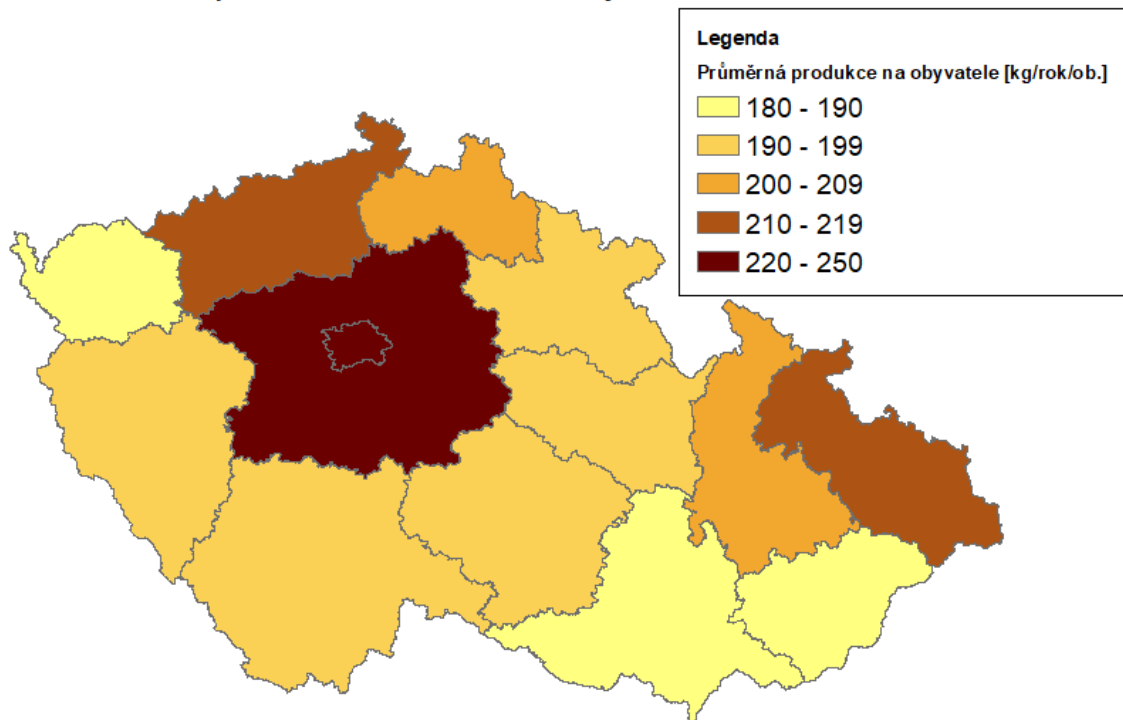 Legenda
Průměrná produkce na obyvatele [kg/rok/ob.]
180 - 190
190 - 199
200 - 209
210 - 219
220 - 250